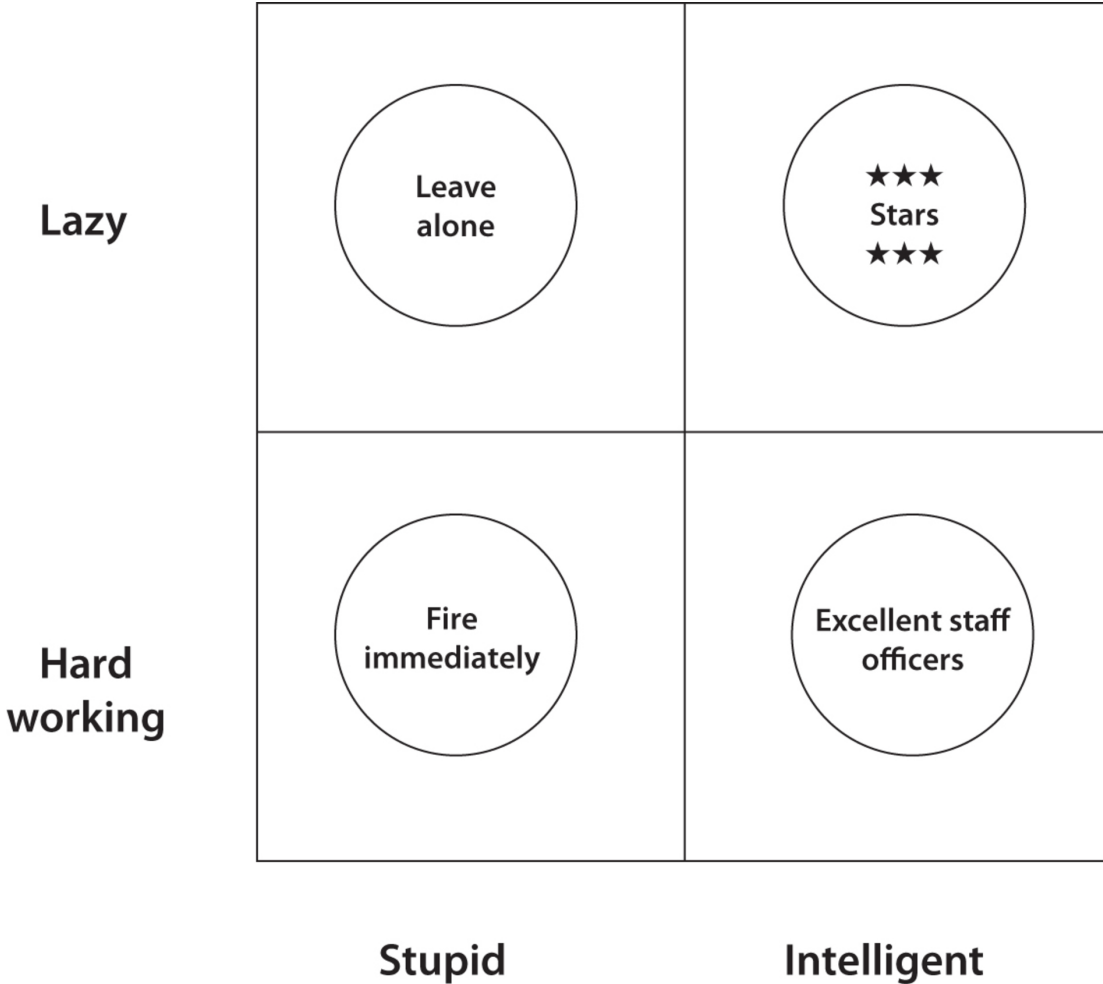 Lazy
Leave
alone
★★★
Stars
★★★
Hard
working
Fire
immediately
Excellent staff
officers
Stupid
Intelligent